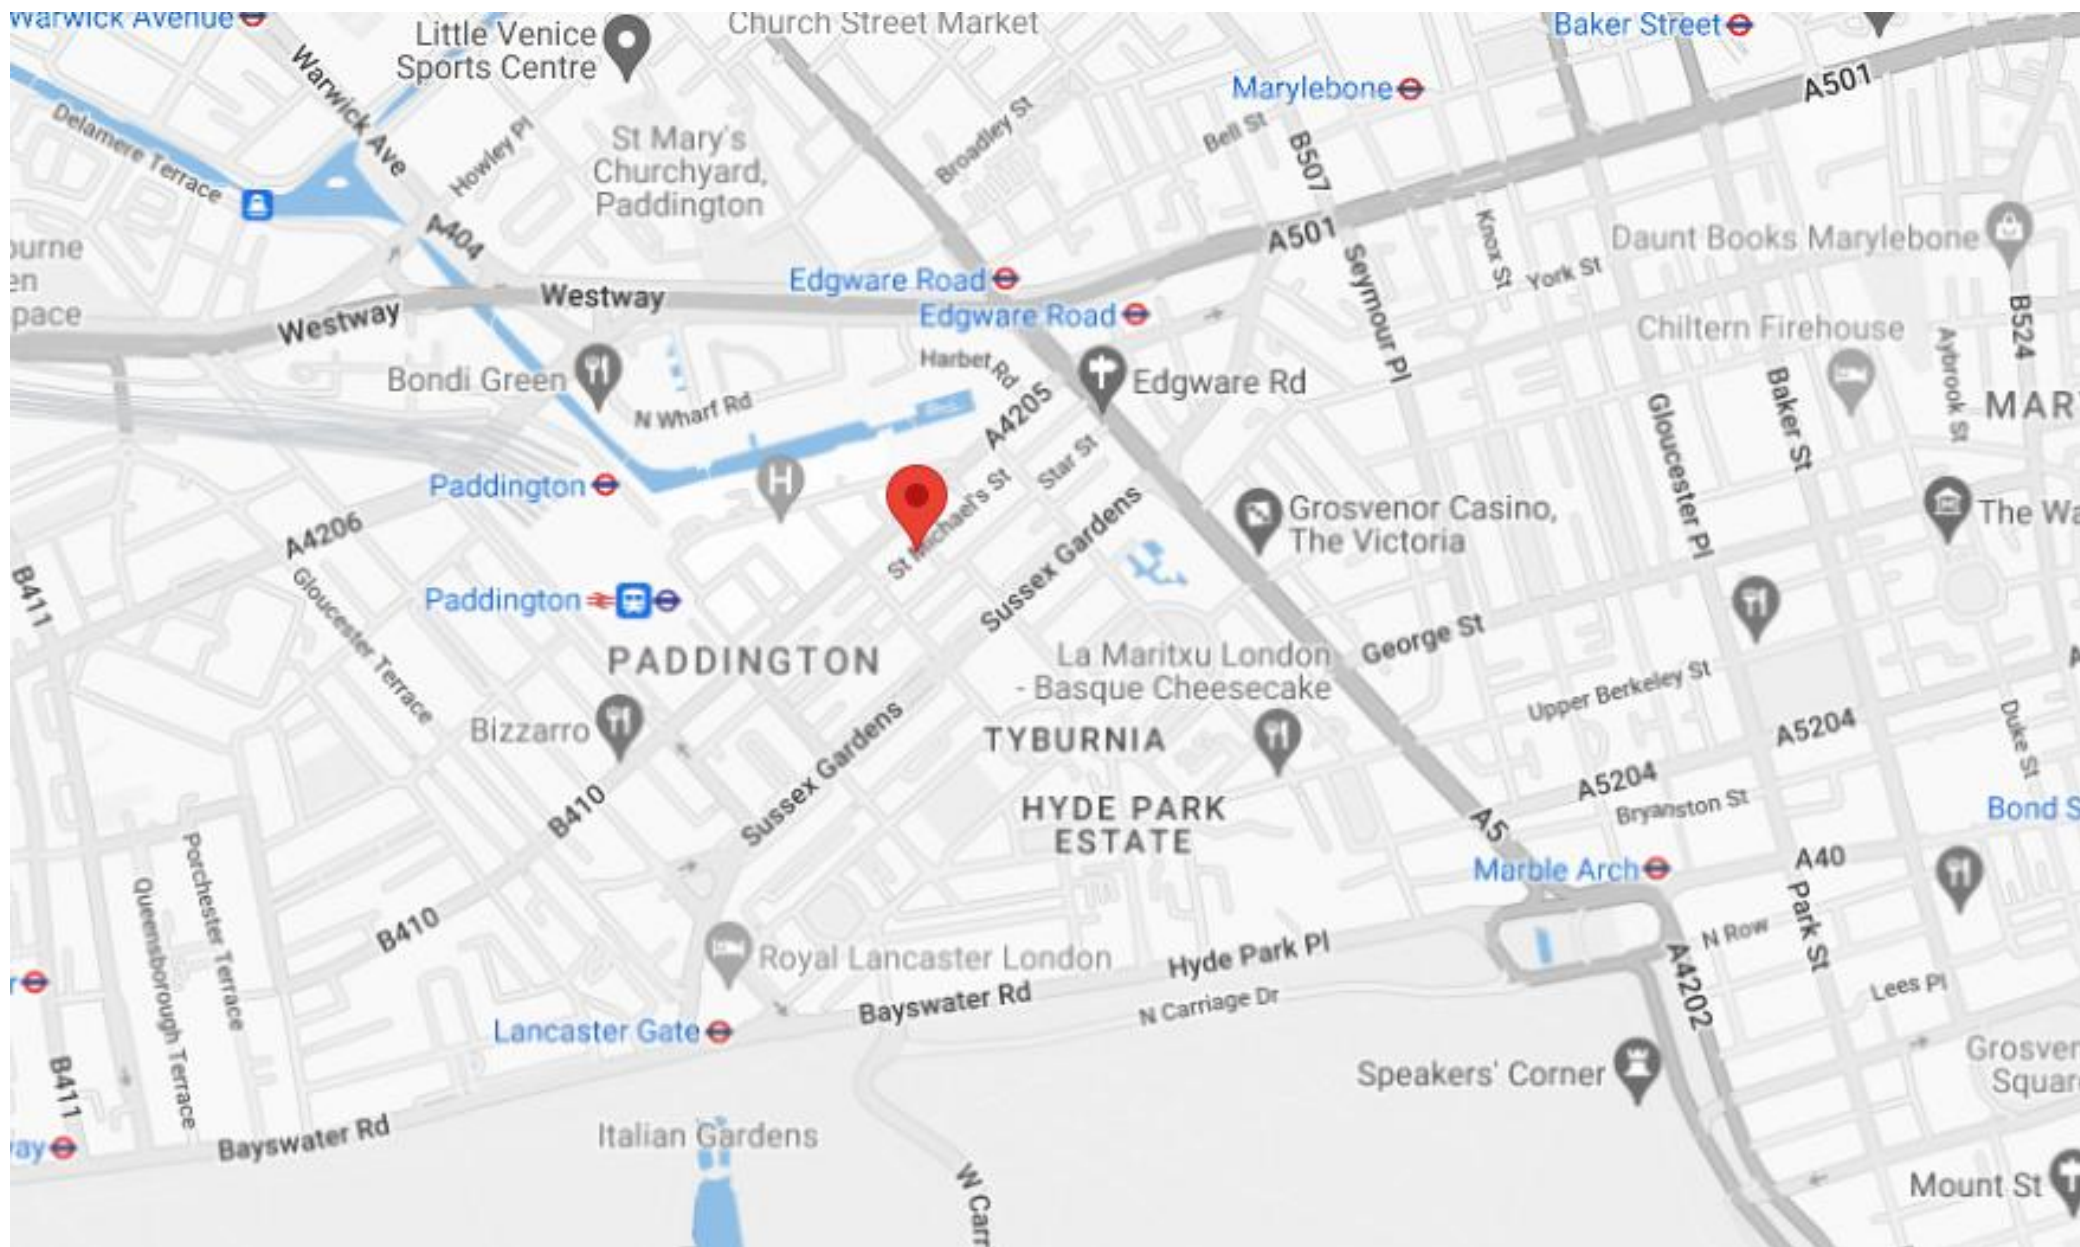 Warwick Avenue
Little Venice
Sports Centre
Church Street Market
Baker Street
Marylebone
A501
Warwick Ave
Delamere Terrace
Howley Pl
St Mary's
Churchyard,
Paddington
Broadley St
Bell St
B507
A404
A501
Knox St
York St
Daunt Books Marylebone
Edgware Road
Edgware Road
Westway
Westway
Seymour Pl
Chiltern Firehouse
Aybrook St
B524
Bondi Green
N Wharf Rd
Harbet Rd
A4205
Edgware Rd
Gloucester Pl
Baker St
Paddington
H
St Michael's St
Star St
Sussex Gardens
Grosvenor Casino,
The Victoria
The
A4206
B411
Gloucester Terrace
Paddington
PADDINGTON
La Maritxu London
- Basque Cheesecake
George St
Upper Berkeley St
A5204
Duke St
Bizzarro
TYBURNIA
Sussex Gardens
B410
HYDE PARK
ESTATE
A5
A5204
Bryanston St
Bond
Marble Arch
A40
Porchester Terrace
Queensborough Terrace
B410
Royal Lancaster London
Hyde Park Pl
N Row
Park St
A4202
Lees Pl
Bayswater Rd
N Carriage Dr
Lancaster Gate
B411
Speakers' Corner
Bayswater Rd
Italian Gardens
W
Mount St